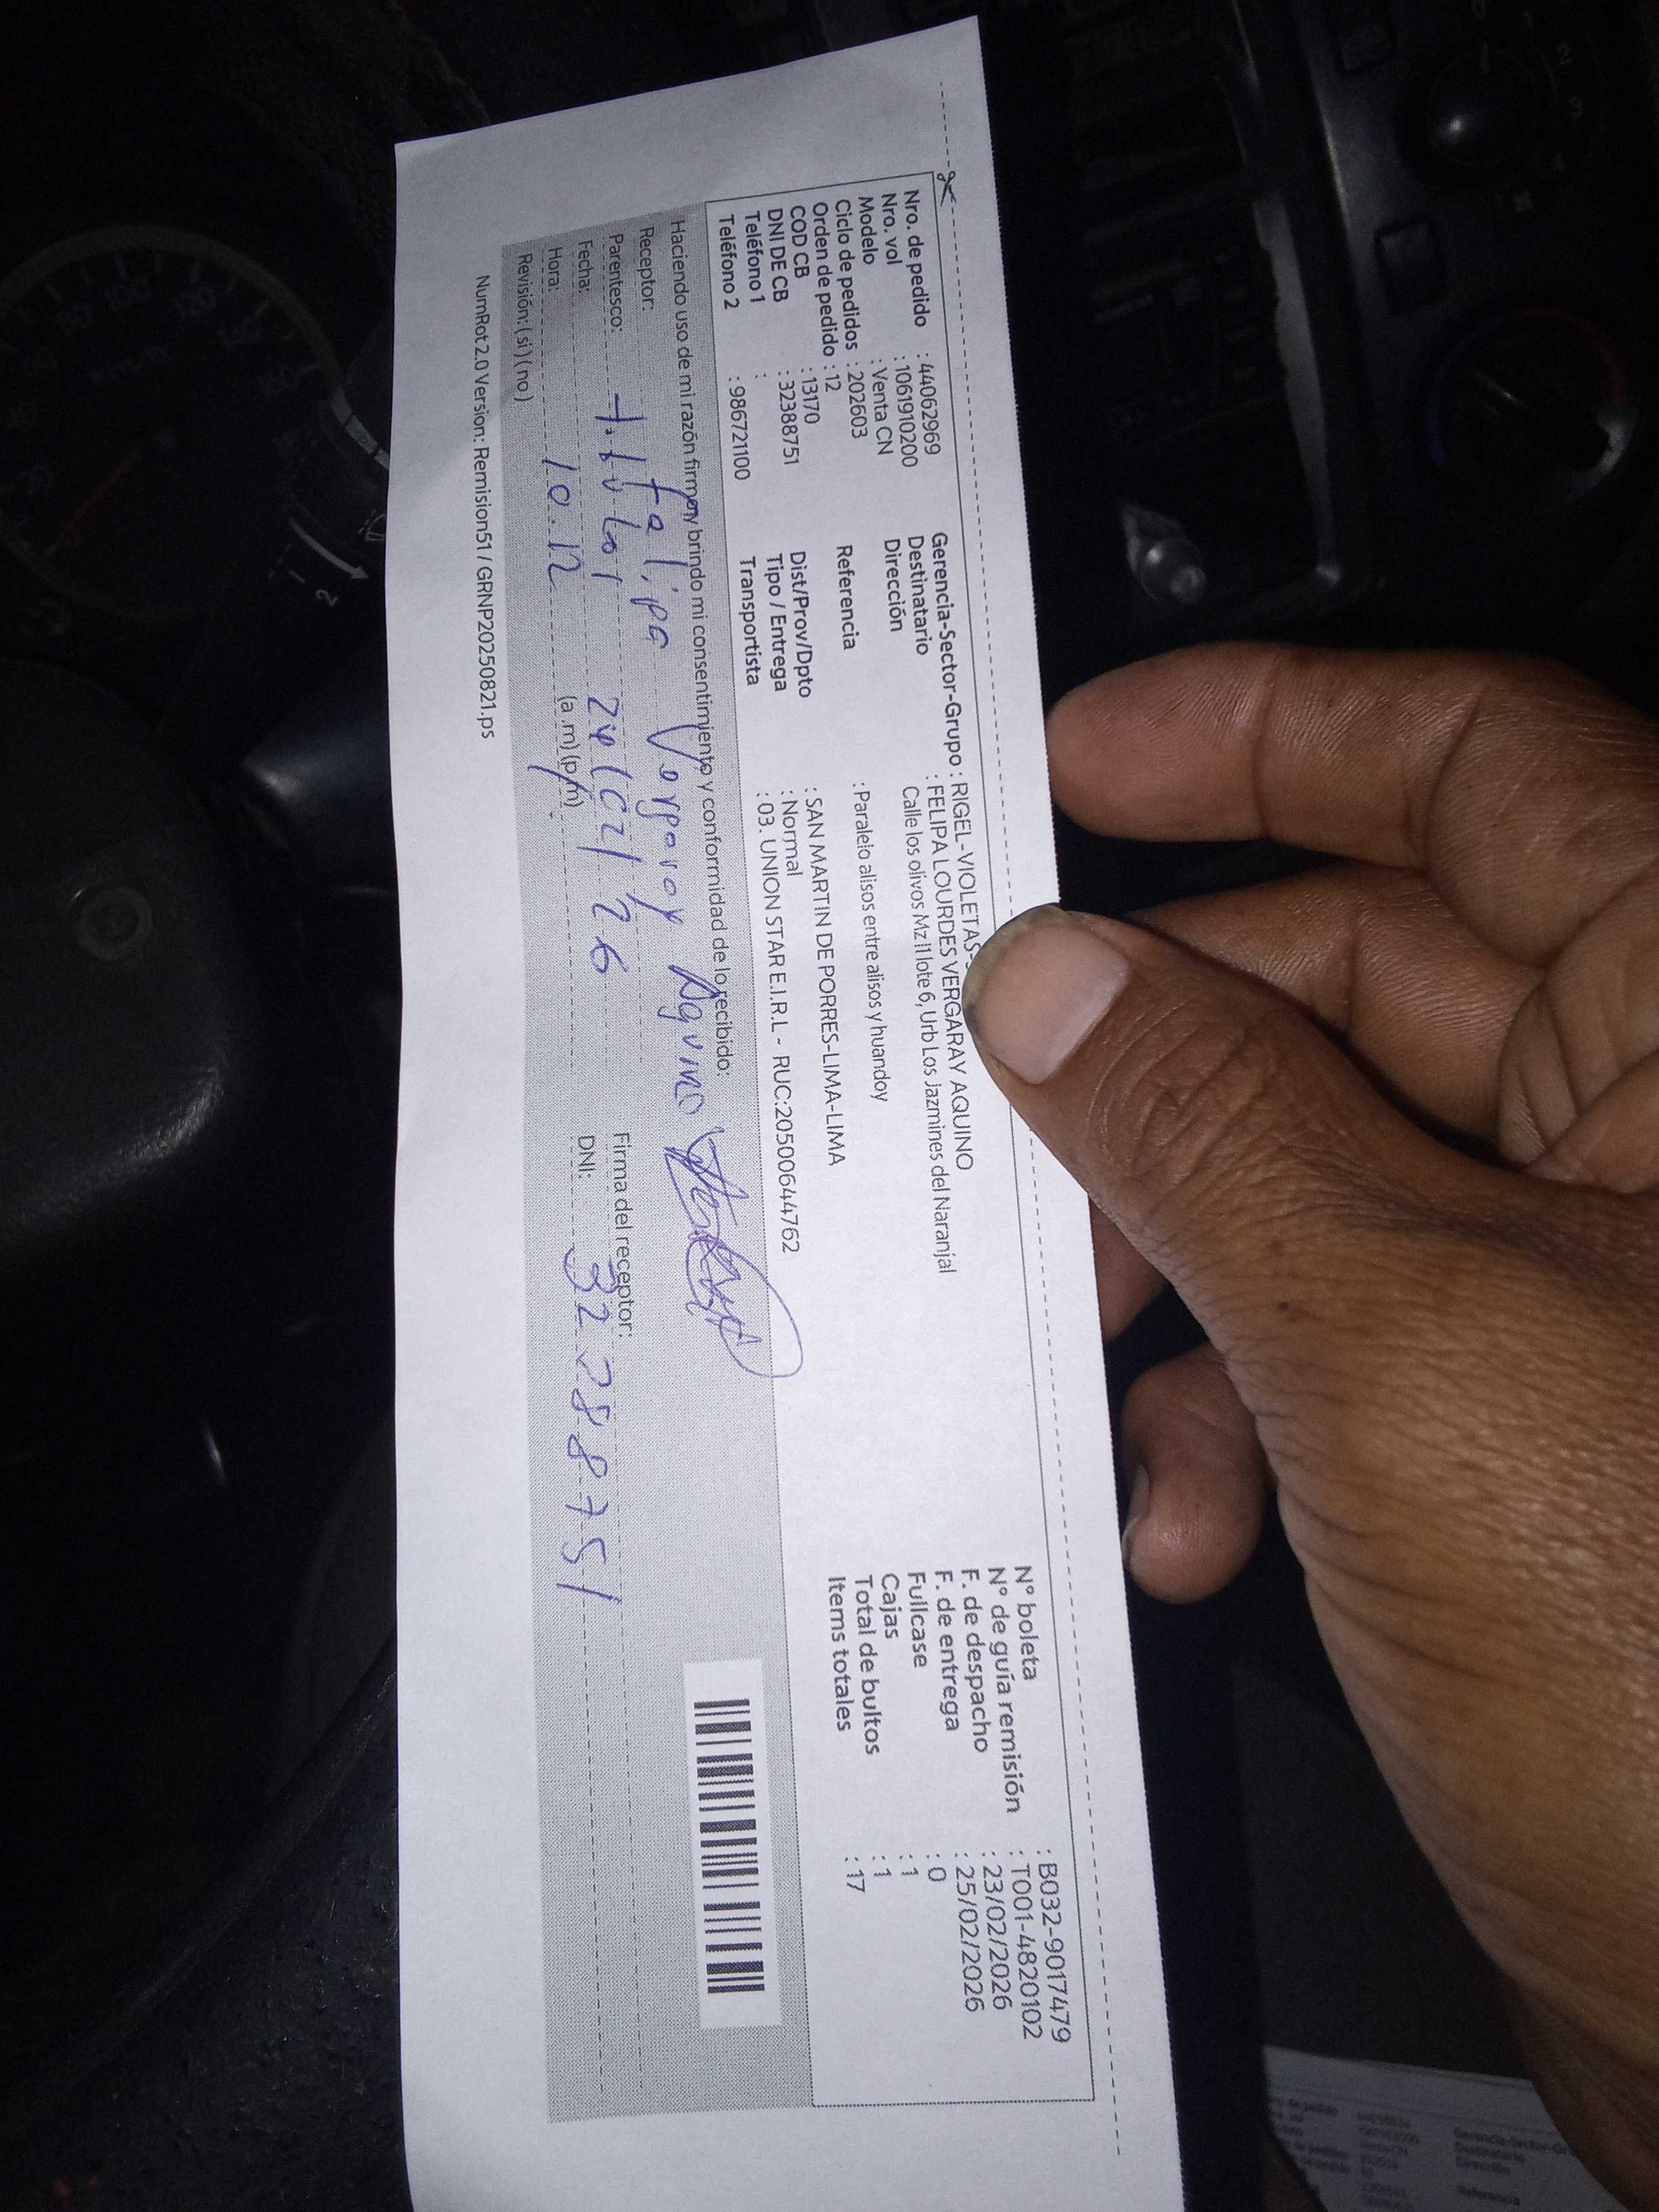 Nro. de pedido : 44062969
Nro. vol : 1061910200
Modelo : Venta CN
Ciclo de pedidos : 202603
Orden de pedido : 12
COD CB : 13170
DNI DE CB : 32388751
Teléfono 1 :
Teléfono 2 : 986721100
Gerencia-Sector-Grupo : RIGEL-VIOLETAS-
Destinatario : FELIPA LOURDES VERGARAY AQUINO
Dirección Calle los olivos Mz i1 lote 6, Urb Los Jazmines del Naranjal
Referencia : Paralelo alisos entre alisos y huandoy
Dist/Prov/Dpto : SAN MARTIN DE PORRES-LIMA-LIMA
Tipo / Entrega : Normal
Transportista : 03. UNION STAR E.I.R.L - RUC:20500644762
N° boleta : B032-9017479
N° de guía remisión : T001-4820102
F. de despacho : 23/02/2026
F. de entrega : 25/02/2026
Fullcase : 0
Cajas : 1
Total de bultos : 1
Items totales : 17
Haciendo uso de mi razón firmo y brindo mi consentimiento y conformidad de lo recibido:
Receptor: Felipa Vergaray Aquino
Parentesco: titular
Firma del receptor:
Fecha: 24/02/26
DNI: 32388751
Hora: 10.12 (a.m) (p.m)
Revisión: ( si ) ( no )
NumRot2.0 Version: Remision51 / GRNP20250821.ps